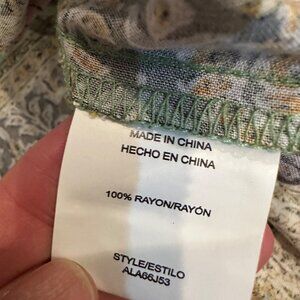 MADE IN CHINA
HECHO EN CHINA
100% RAYON/RAYÓN
STYLE/ESTILO
ALA66J53